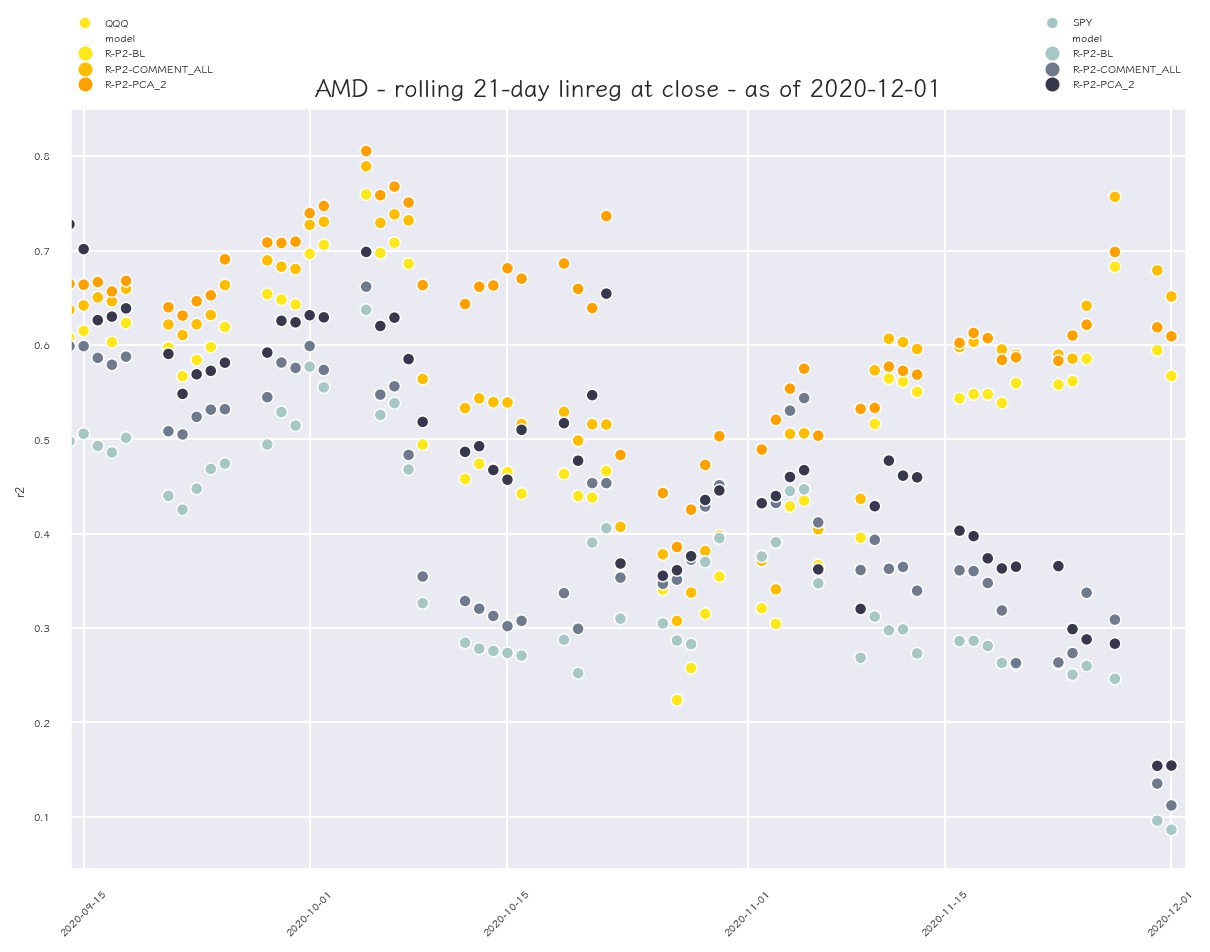 QQQ
model
R-P2-BL
R-P2-COMMENT_ALL
R-P2-PCA_2
SPY
model
R-P2-BL
R-P2-COMMENT_ALL
R-P2-PCA_2
AMD - rolling 21-day linreg at close - as of 2020-12-01
r2
0.8
0.7
0.6
0.5
0.4
0.3
0.2
0.1
2020-09-15
2020-10-01
2020-10-15
2020-11-01
2020-11-15
2020-12-01